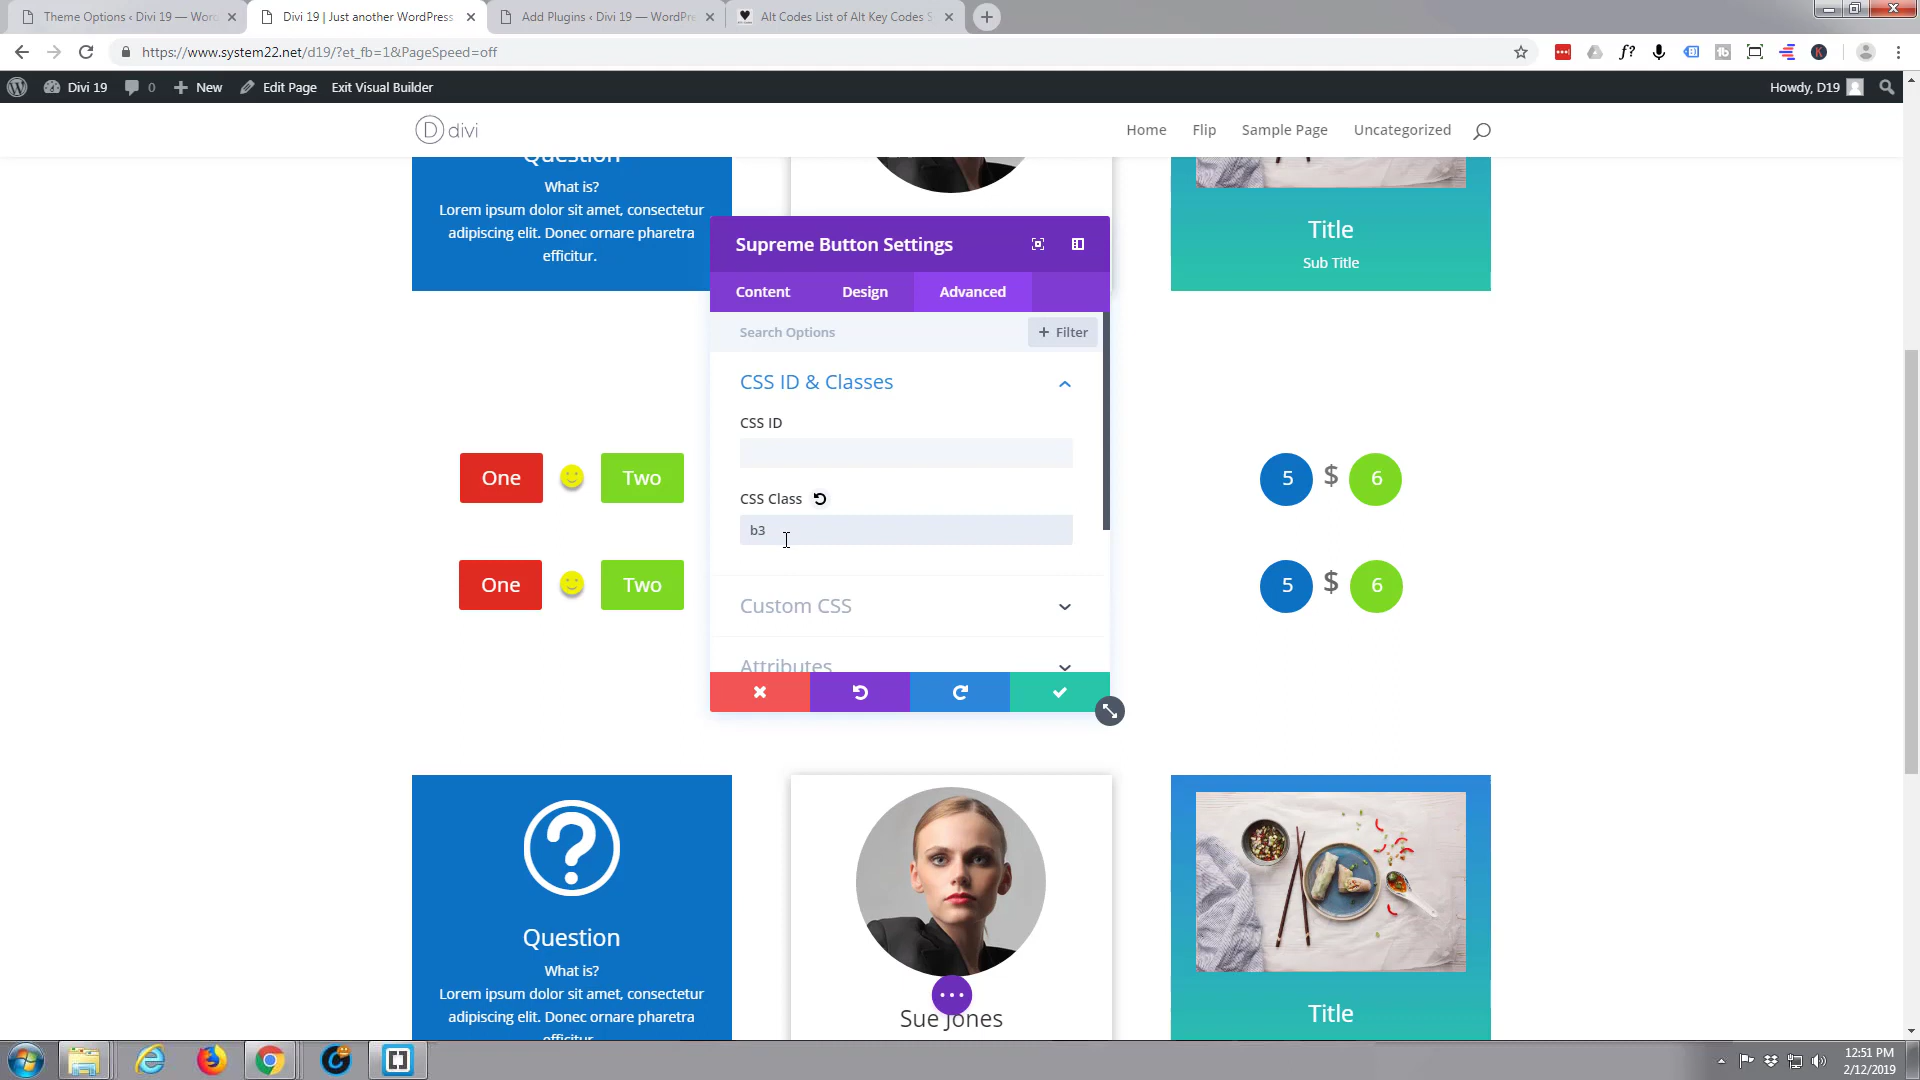 Theme Options ‹ Divi 19 — Wor
Divi 19 | Just another WordPress
Add Plugins ‹ Divi 19 — WordPre
Alt Codes List of Alt Key Codes S
https://www.system22.net/d19/?et_fb=1&PageSpeed=off
Divi 19
0
New
Edit Page
Exit Visual Builder
Howdy, D19
D divi
Home
Flip
Sample Page
Uncategorized
Question
What is?
Lorem ipsum dolor sit amet, consectetur
adipiscing elit. Donec ornare pharetra
efficitur.
Title
Sub Title
Supreme Button Settings
Content
Design
Advanced
Search Options
+ Filter
CSS ID & Classes
CSS ID
CSS Class
b3
Custom CSS
Attributes
One
Two
5 $ 6
One
Two
5 $ 6
Question
What is?
Lorem ipsum dolor sit amet, consectetur
adipiscing elit. Donec ornare pharetra
efficitur.
Sue Jones
Title
12:51 PM
2/12/2019